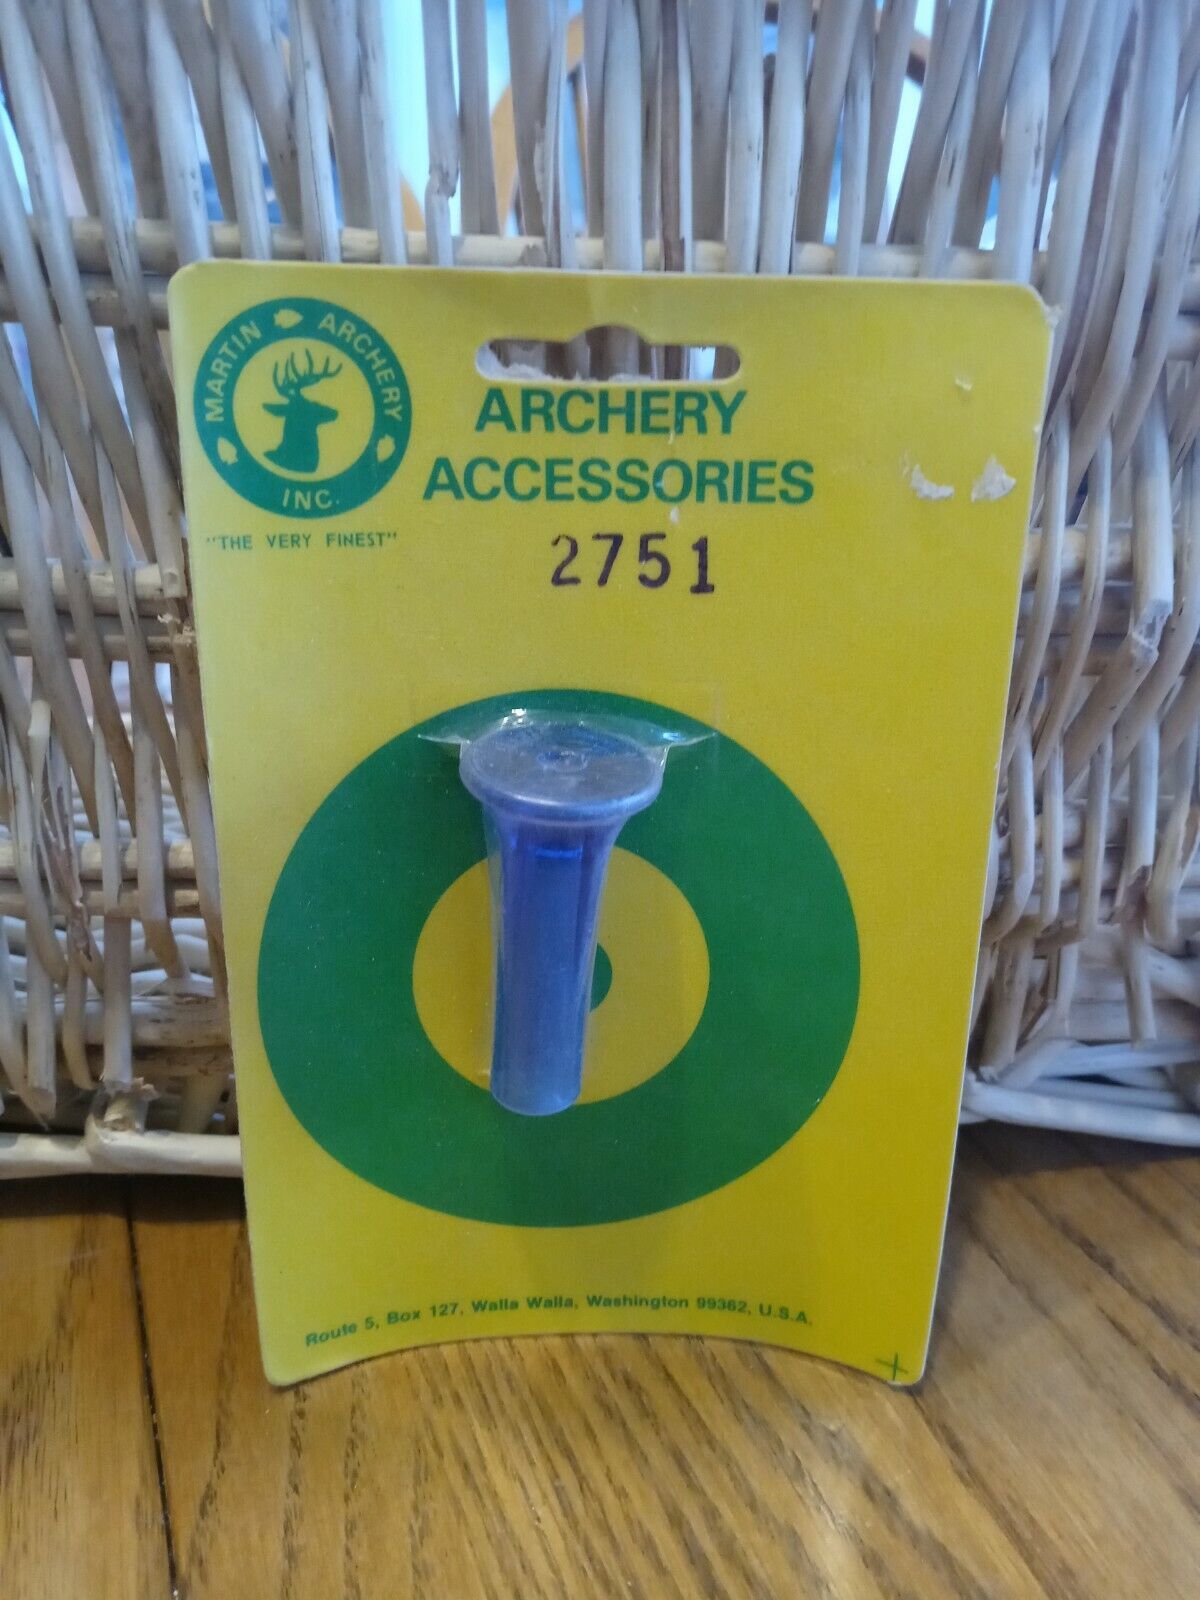 MARTIN ARCHERY
INC.
"THE VERY FINEST"
ARCHERY
ACCESSORIES
2751
Route 5, Box 127, Walla Walla, Washington 99362, U.S.A.